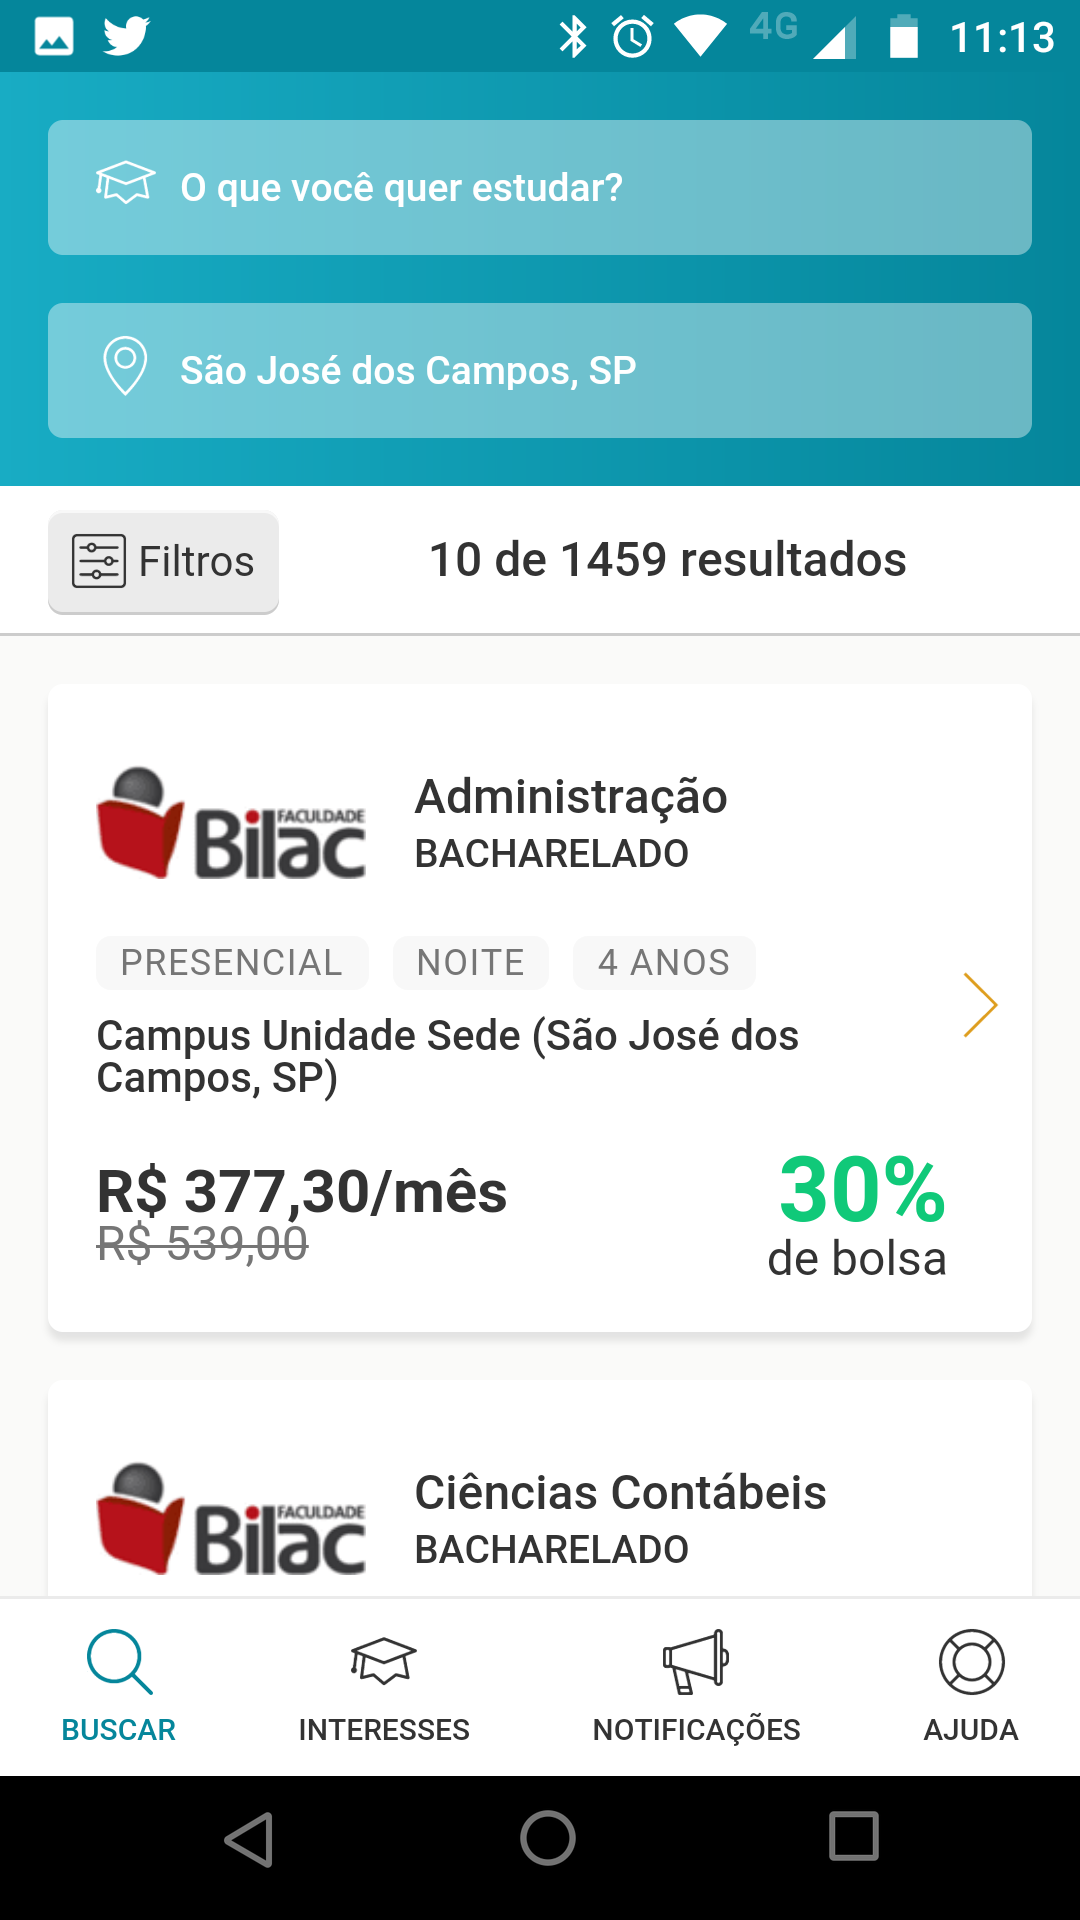 4G 11:13
O que você quer estudar?
São José dos Campos, SP
Filtros
10 de 1459 resultados
FACULDADE
Bilac
Administração
BACHARELADO
PRESENCIAL NOITE 4 ANOS
Campus Unidade Sede (São José dos
Campos, SP)
R$ 377,30/mês
R$ 539,00
30%
de bolsa
FACULDADE
Bilac
Ciências Contábeis
BACHARELADO
BUSCAR INTERESSES NOTIFICAÇÕES AJUDA